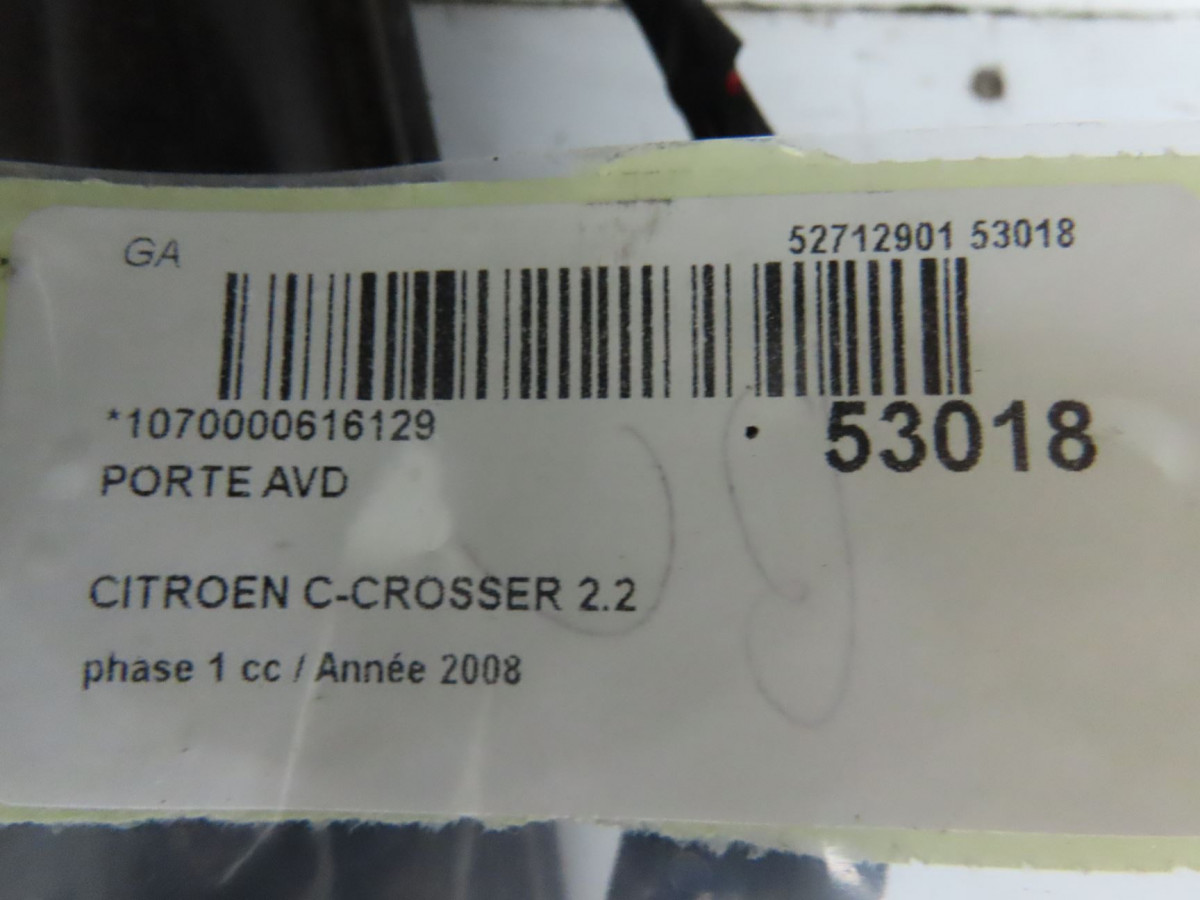 GA
52712901 53018
*1070000616129
53018
PORTE AVD
CITROEN C-CROSSER 2.2
phase 1 cc / Année 2008